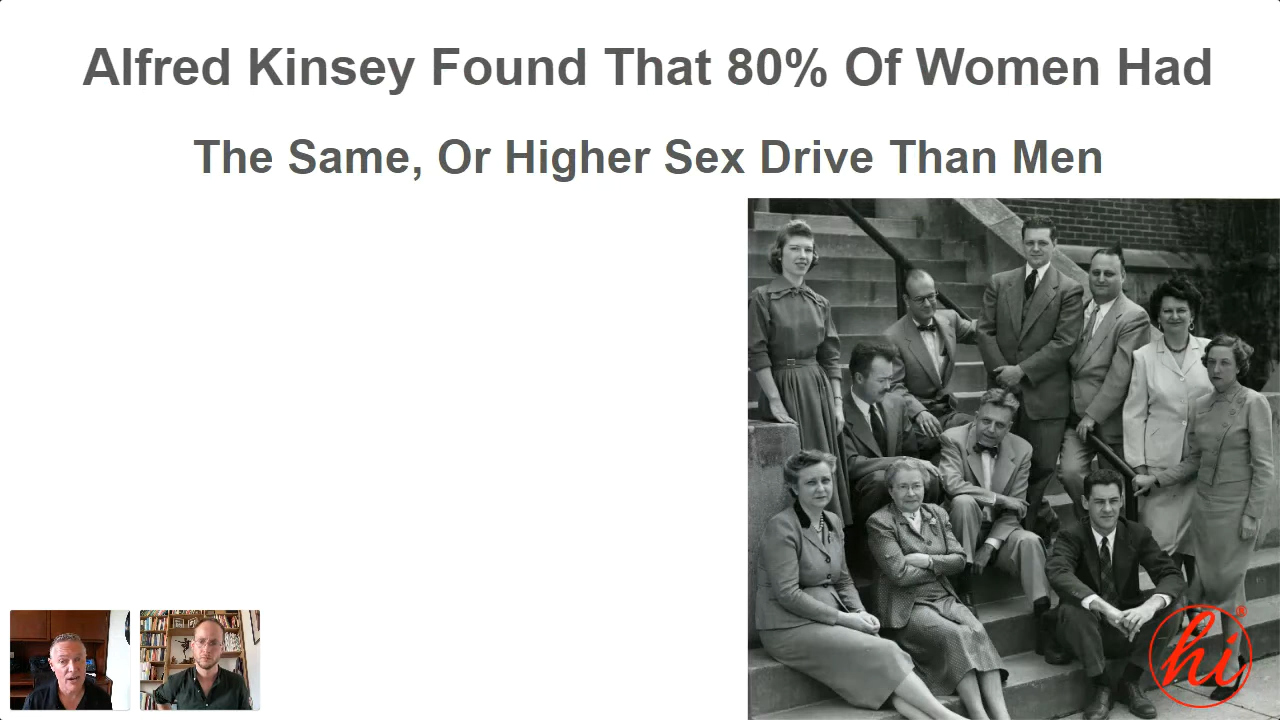 Alfred Kinsey Found That 80% Of Women Had
The Same, Or Higher Sex Drive Than Men
hi®